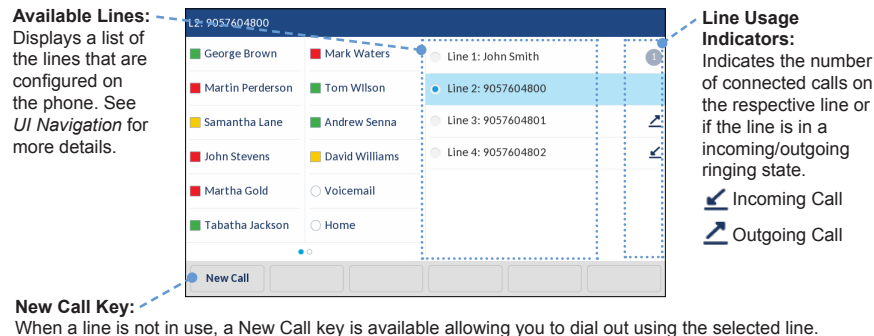 Available Lines:
Displays a list of
the lines that are
configured on
the phone. See
UI Navigation for
more details.
L2: 9057604800
George Brown
Martin Perderson
Samantha Lane
John Stevens
Martha Gold
Tabatha Jackson
Mark Waters
Tom WIlson
Andrew Senna
David Williams
Voicemail
Home
Line 1: John Smith
1
Line 2: 9057604800
Line 3: 9057604801
Line 4: 9057604802
New Call
Line Usage
Indicators:
Indicates the number
of connected calls on
the respective line or
if the line is in a
incoming/outgoing
ringing state.
Incoming Call
Outgoing Call
New Call Key:
When a line is not in use, a New Call key is available allowing you to dial out using the selected line.